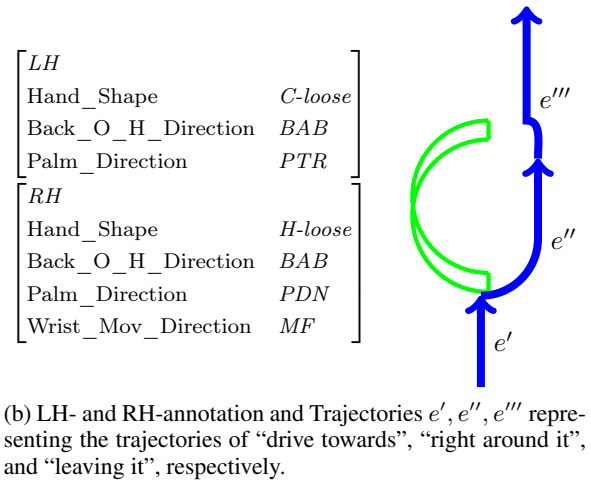 LH
Hand_Shape C-loose
Back_O_H_Direction BAB
Palm_Direction PTR
RH
Hand_Shape H-loose
Back_O_H_Direction BAB
Palm_Direction PDN
Wrist_Mov_Direction MF
e′′′
e′′
e′
(b) LH- and RH-annotation and Trajectories e′, e′′, e′′′ repre-
senting the trajectories of “drive towards”, “right around it”,
and “leaving it”, respectively.